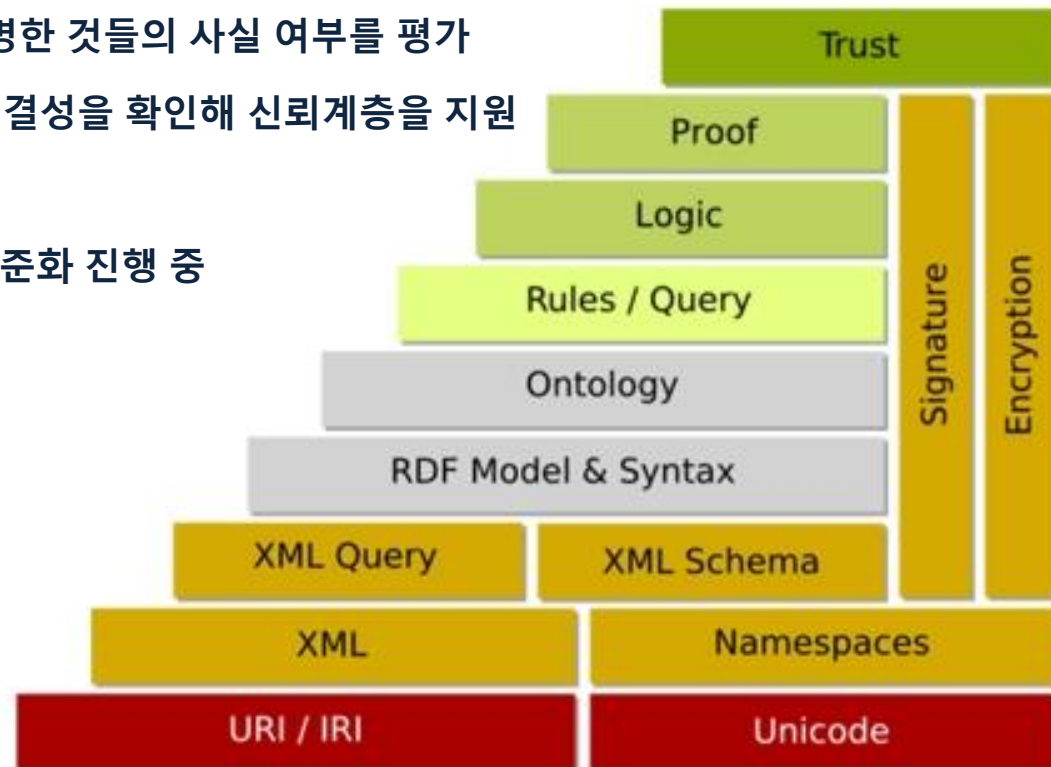 명한 것들의 사실 여부를 평가
결성을 확인해 신뢰계층을 지원
준화 진행 중
Trust
Proof
Logic
Rules / Query
Ontology
RDF Model & Syntax
Signature
Encryption
XML Query XML Schema
XML Namespaces
URI / IRI Unicode